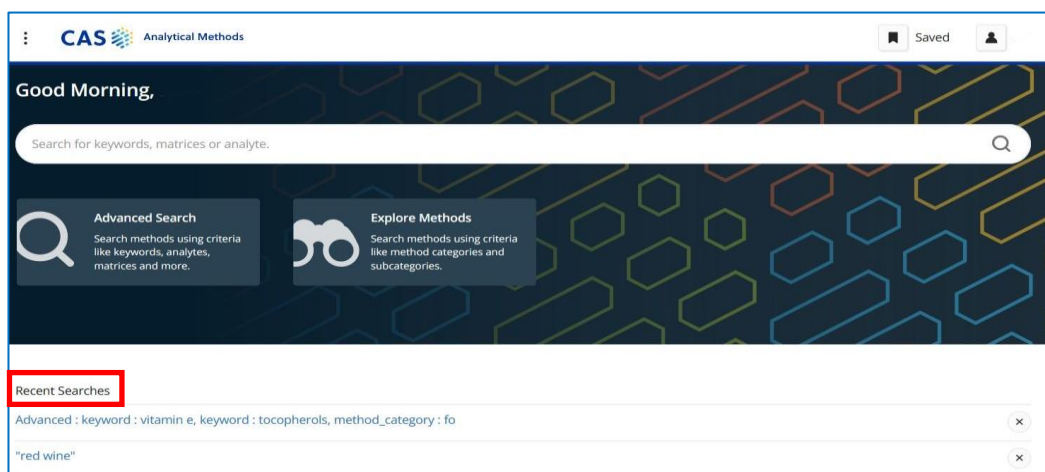 CAS Analytical Methods
Saved
Good Morning,
Search for keywords, matrices or analyte.
Advanced Search
Search methods using criteria
like keywords, analytes,
matrices and more.
Explore Methods
Search methods using criteria
like method categories and
subcategories.
Recent Searches
Advanced : keyword : vitamin e, keyword : tocopherols, method_category : fo
"red wine"